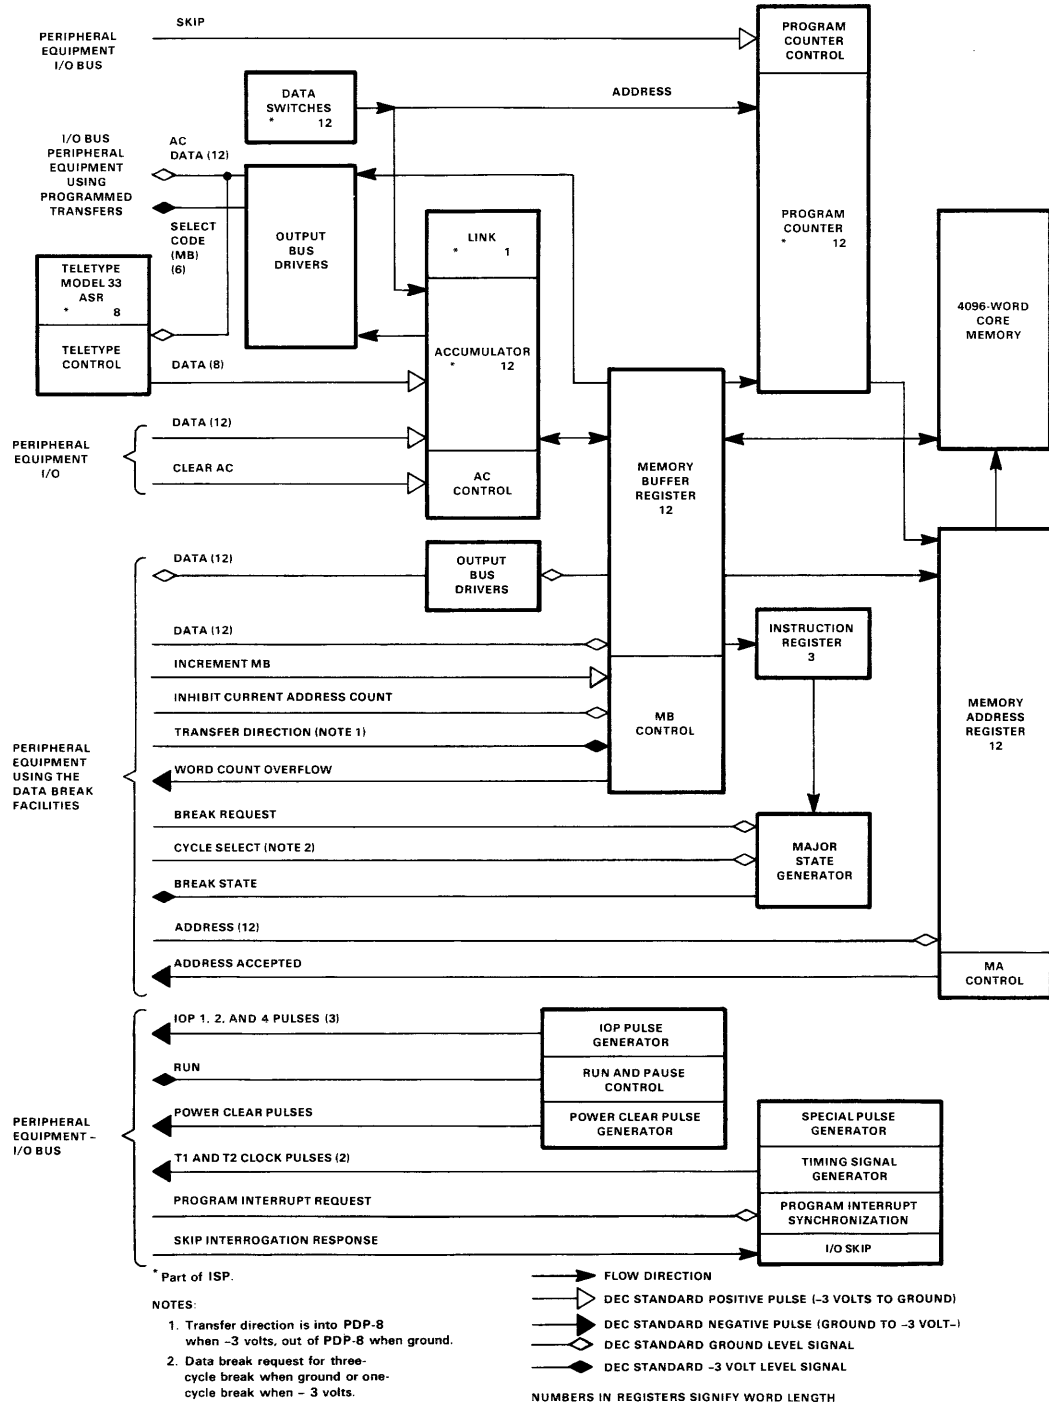 SKIP
PERIPHERAL
EQUIPMENT
I/O BUS
PROGRAM
COUNTER
CONTROL
DATA
SWITCHES
* 12
ADDRESS
I/O BUS
PERIPHERAL
EQUIPMENT
USING
PROGRAMMED
TRANSFERS
AC
DATA (12)
SELECT
CODE
(MB)
(6)
OUTPUT
BUS
DRIVERS
LINK
* 1
PROGRAM
COUNTER
* 12
4096-WORD
CORE
MEMORY
TELETYPE
MODEL 33
ASR
* 8
TELETYPE
CONTROL
DATA (8)
ACCUMULATOR
* 12
PERIPHERAL
EQUIPMENT
I/O
DATA (12)
CLEAR AC
AC
CONTROL
MEMORY
BUFFER
REGISTER
12
DATA (12)
OUTPUT
BUS
DRIVERS
DATA (12)
INCREMENT MB
INHIBIT CURRENT ADDRESS COUNT
TRANSFER DIRECTION (NOTE 1)
WORD COUNT OVERFLOW
MB
CONTROL
INSTRUCTION
REGISTER
3
MEMORY
ADDRESS
REGISTER
12
PERIPHERAL
EQUIPMENT
USING THE
DATA BREAK
FACILITIES
BREAK REQUEST
CYCLE SELECT (NOTE 2)
BREAK STATE
MAJOR
STATE
GENERATOR
ADDRESS (12)
ADDRESS ACCEPTED
MA
CONTROL
IOP 1, 2, AND 4 PULSES (3)
RUN
POWER CLEAR PULSES
T1 AND T2 CLOCK PULSES (2)
PROGRAM INTERRUPT REQUEST
SKIP INTERROGATION RESPONSE
PERIPHERAL
EQUIPMENT –
I/O BUS
IOP PULSE
GENERATOR
RUN AND PAUSE
CONTROL
POWER CLEAR PULSE
GENERATOR
SPECIAL PULSE
GENERATOR
TIMING SIGNAL
GENERATOR
PROGRAM INTERRUPT
SYNCHRONIZATION
I/O SKIP
* Part of ISP.
NOTES:
1. Transfer direction is into PDP-8
when –3 volts, out of PDP-8 when ground.
2. Data break request for three-
cycle break when ground or one-
cycle break when – 3 volts.
FLOW DIRECTION
DEC STANDARD POSITIVE PULSE (–3 VOLTS TO GROUND)
DEC STANDARD NEGATIVE PULSE (GROUND TO –3 VOLT–)
DEC STANDARD GROUND LEVEL SIGNAL
DEC STANDARD –3 VOLT LEVEL SIGNAL
NUMBERS IN REGISTERS SIGNIFY WORD LENGTH